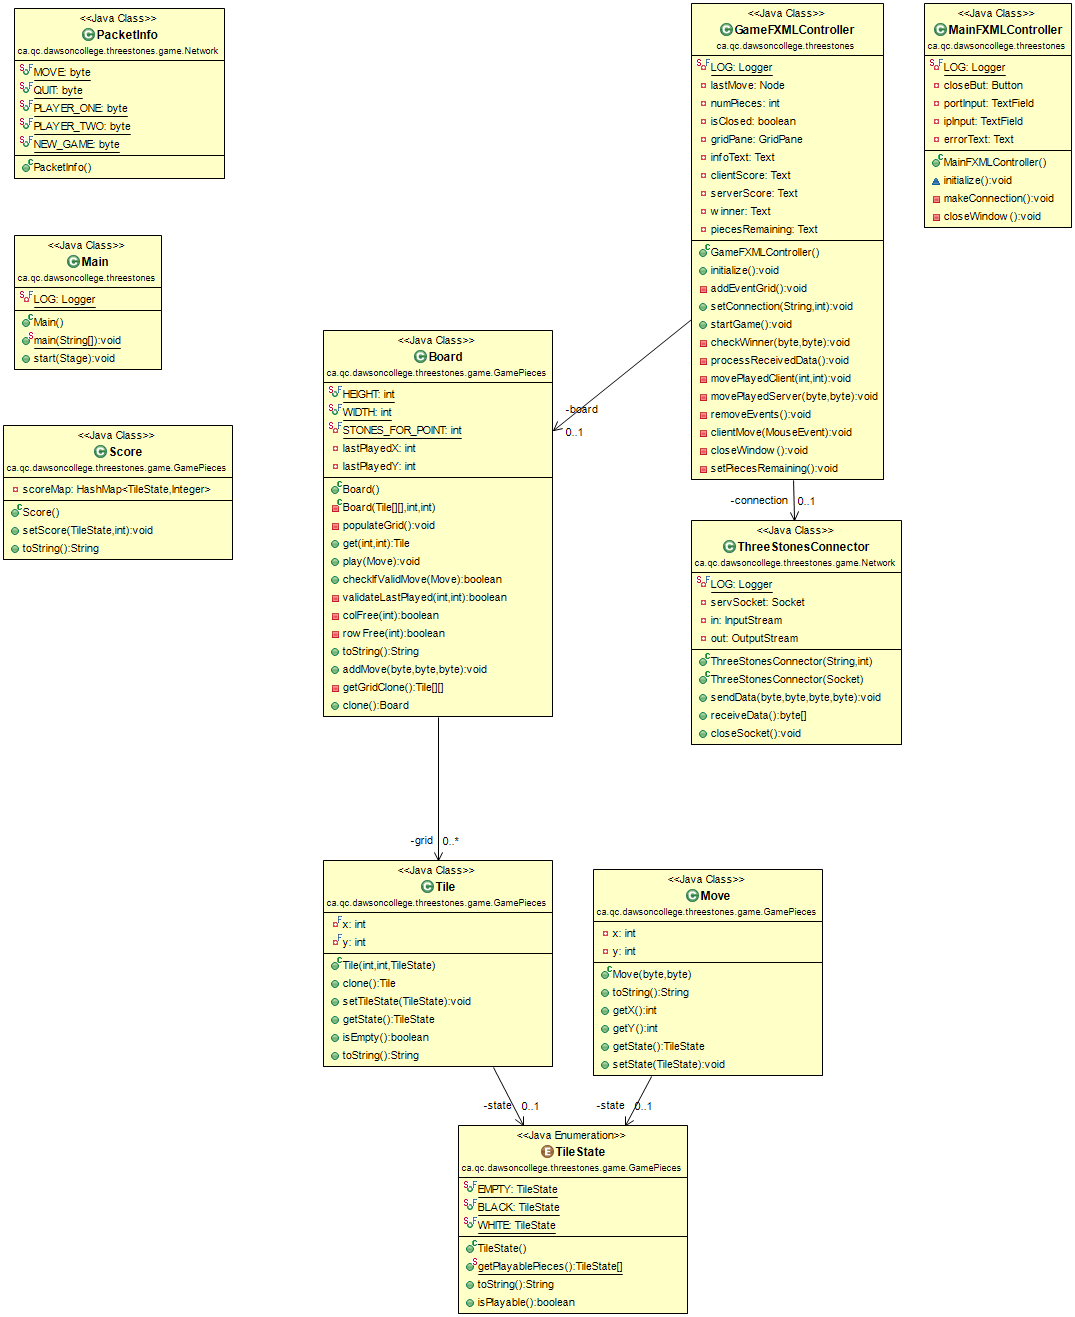 <<Java Class>>
PacketInfo
ca.qc.dawsoncollege.threestones.game.Network
MOVE: byte
QUIT: byte
PLAYER_ONE: byte
PLAYER_TWO: byte
NEW_GAME: byte
PacketInfo()
<<Java Class>>
Main
ca.qc.dawsoncollege.threestones
LOG: Logger
Main()
main(String[]):void
start(Stage):void
<<Java Class>>
Score
ca.qc.dawsoncollege.threestones.game.GamePieces
scoreMap: HashMap<TileState,Integer>
Score()
setScore(TileState,int):void
toString():String
<<Java Class>>
Board
ca.qc.dawsoncollege.threestones.game.GamePieces
HEIGHT: int
WIDTH: int
STONES_FOR_POINT: int
lastPlayedX: int
lastPlayedY: int
Board()
Board(Tile[][],int,int)
populateGrid():void
get(int,int):Tile
play(Move):void
checkIfValidMove(Move):boolean
validateLastPlayed(int,int):boolean
colFree(int):boolean
rowFree(int):boolean
toString():String
addMove(byte,byte,byte):void
getGridClone():Tile[][]
clone():Board
<<Java Class>>
GameFXMLController
ca.qc.dawsoncollege.threestones
LOG: Logger
lastMove: Node
numPieces: int
isClosed: boolean
gridPane: GridPane
infoText: Text
clientScore: Text
serverScore: Text
winner: Text
piecesRemaining: Text
GameFXMLController()
initialize():void
addEventGrid():void
setConnection(String,int):void
startGame():void
checkWinner(byte,byte):void
processReceivedData():void
movePlayedClient(int,int):void
movePlayedServer(byte,byte):void
removeEvents():void
clientMove(MouseEvent):void
closeWindow():void
setPiecesRemaining():void
<<Java Class>>
MainFXMLController
ca.qc.dawsoncollege.threestones
LOG: Logger
closeBut: Button
portInput: TextField
ipInput: TextField
errorText: Text
MainFXMLController()
initialize():void
makeConnection():void
closeWindow():void
-board
0..1
-connection 0..1
<<Java Class>>
ThreeStonesConnector
ca.qc.dawsoncollege.threestones.game.Network
LOG: Logger
servSocket: Socket
in: InputStream
out: OutputStream
ThreeStonesConnector(String,int)
ThreeStonesConnector(Socket)
sendData(byte,byte,byte,byte):void
receiveData():byte[]
closeSocket():void
-grid 0..*
<<Java Class>>
Tile
ca.qc.dawsoncollege.threestones.game.GamePieces
x: int
y: int
Tile(int,int,TileState)
clone():Tile
setTileState(TileState):void
getState():TileState
isEmpty():boolean
toString():String
<<Java Class>>
Move
ca.qc.dawsoncollege.threestones.game.GamePieces
x: int
y: int
Move(byte,byte)
toString():String
getX():int
getY():int
getState():TileState
setState(TileState):void
-state 0..1
-state 0..1
<<Java Enumeration>>
TileState
ca.qc.dawsoncollege.threestones.game.GamePieces
EMPTY: TileState
BLACK: TileState
WHITE: TileState
TileState()
getPlayablePieces():TileState[]
toString():String
isPlayable():boolean